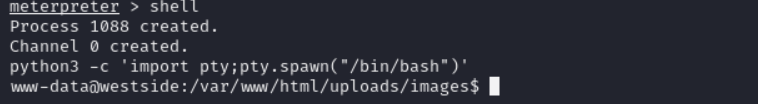 meterpreter > shell
Process 1088 created.
Channel 0 created.
python3 -c 'import pty;pty.spawn("/bin/bash")'
www-data@westside:/var/www/html/uploads/images$